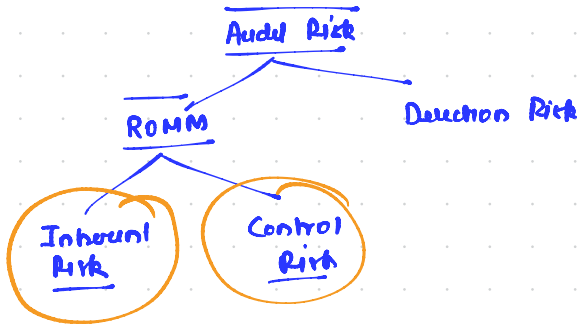 Audit Risk
ROMM
Detection Risk
Inherent
Risk
Control
Risk